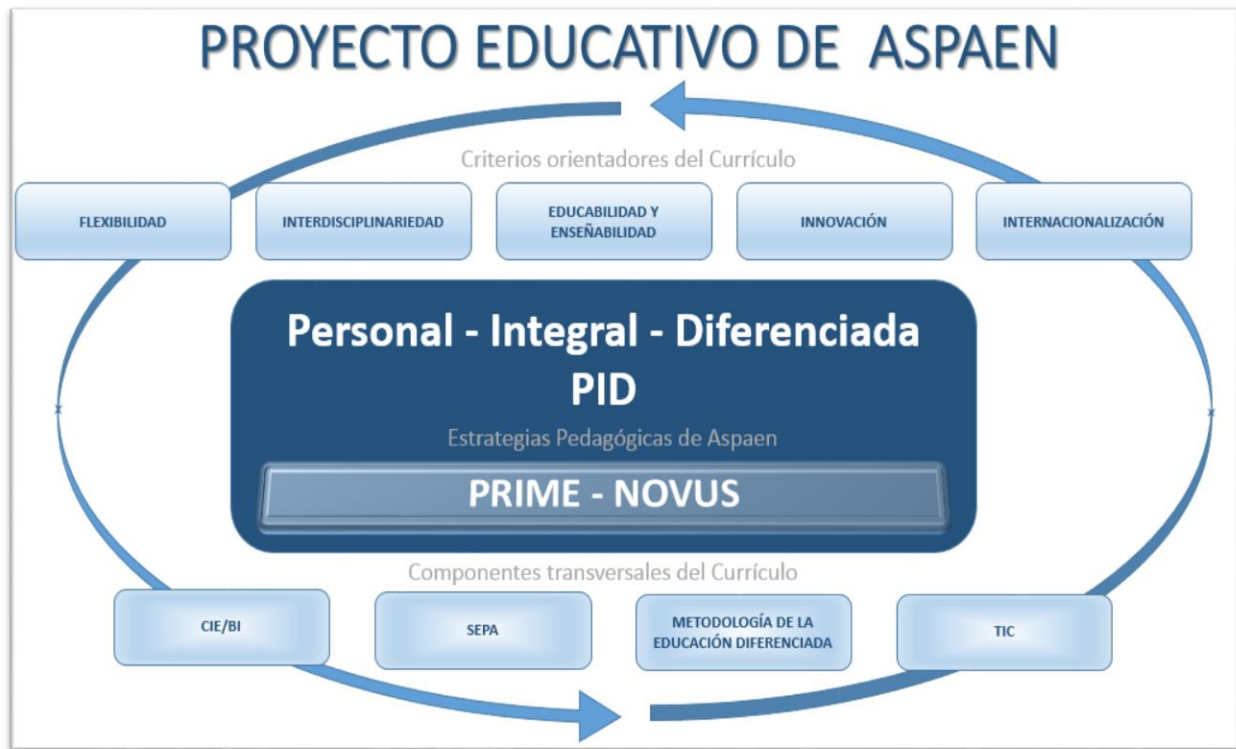 PROYECTO EDUCATIVO DE ASPAEN
Criterios orientadores del Currículo
FLEXIBILIDAD
INTERDISCIPLINARIEDAD
EDUCABILIDAD Y
ENSEÑABILIDAD
INNOVACIÓN
INTERNACIONALIZACIÓN
Personal - Integral - Diferenciada
PID
Estrategias Pedagógicas de Aspaen
PRIME - NOVUS
Componentes transversales del Currículo
CIE/BI
SEPA
METODOLOGÍA DE LA
EDUCACIÓN DIFERENCIADA
TIC